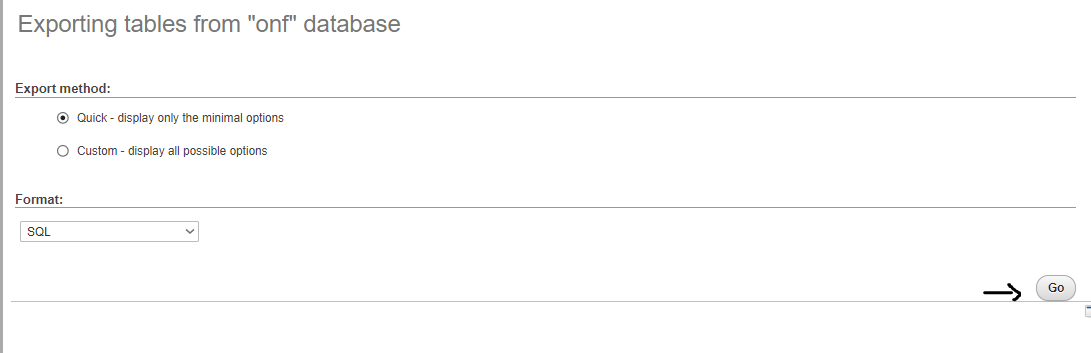 Exporting tables from "onf" database
Export method:
Quick - display only the minimal options
Custom - display all possible options
Format:
SQL
Go